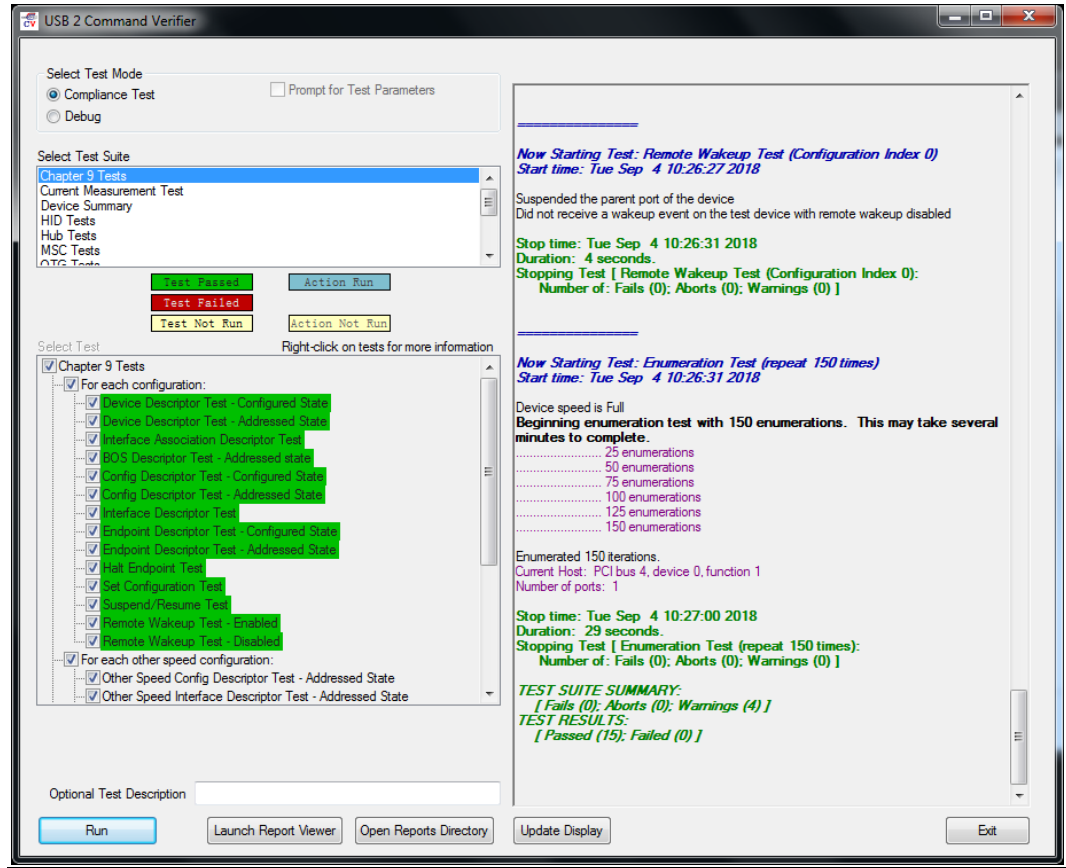 CV USB 2 Command Verifier
Select Test Mode
Compliance Test
Prompt for Test Parameters
Debug
Select Test Suite
Chapter 9 Tests
Current Measurement Test
Device Summary
HID Tests
Hub Tests
MSC Tests
OTG Tests
Test Passed
Action Run
Test Failed
Test Not Run
Action Not Run
Select Test
Right-click on tests for more information
Chapter 9 Tests
For each configuration:
Device Descriptor Test - Configured State
Device Descriptor Test - Addressed State
Interface Association Descriptor Test
BOS Descriptor Test - Addressed state
Config Descriptor Test - Configured State
Config Descriptor Test - Addressed State
Interface Descriptor Test
Endpoint Descriptor Test - Configured State
Endpoint Descriptor Test - Addressed State
Halt Endpoint Test
Set Configuration Test
Suspend/Resume Test
Remote Wakeup Test - Enabled
Remote Wakeup Test - Disabled
For each other speed configuration:
Other Speed Config Descriptor Test - Addressed State
Other Speed Interface Descriptor Test - Addressed State
Optional Test Description
Run
Launch Report Viewer
Open Reports Directory
===============
Now Starting Test: Remote Wakeup Test (Configuration Index 0)
Start time: Tue Sep 4 10:26:27 2018
Suspended the parent port of the device
Did not receive a wakeup event on the test device with remote wakeup disabled
Stop time: Tue Sep 4 10:26:31 2018
Duration: 4 seconds.
Stopping Test [ Remote Wakeup Test (Configuration Index 0):
Number of: Fails (0); Aborts (0); Warnings (0) ]
===============
Now Starting Test: Enumeration Test (repeat 150 times)
Start time: Tue Sep 4 10:26:31 2018
Device speed is Full
Beginning enumeration test with 150 enumerations. This may take several
minutes to complete.
......................... 25 enumerations
......................... 50 enumerations
......................... 75 enumerations
......................... 100 enumerations
......................... 125 enumerations
......................... 150 enumerations
Enumerated 150 iterations.
Current Host: PCI bus 4, device 0, function 1
Number of ports: 1
Stop time: Tue Sep 4 10:27:00 2018
Duration: 29 seconds.
Stopping Test [ Enumeration Test (repeat 150 times):
Number of: Fails (0); Aborts (0); Warnings (0) ]
TEST SUITE SUMMARY:
[ Fails (0); Aborts (0); Warnings (4) ]
TEST RESULTS:
[ Passed (15); Failed (0) ]
Update Display
Exit